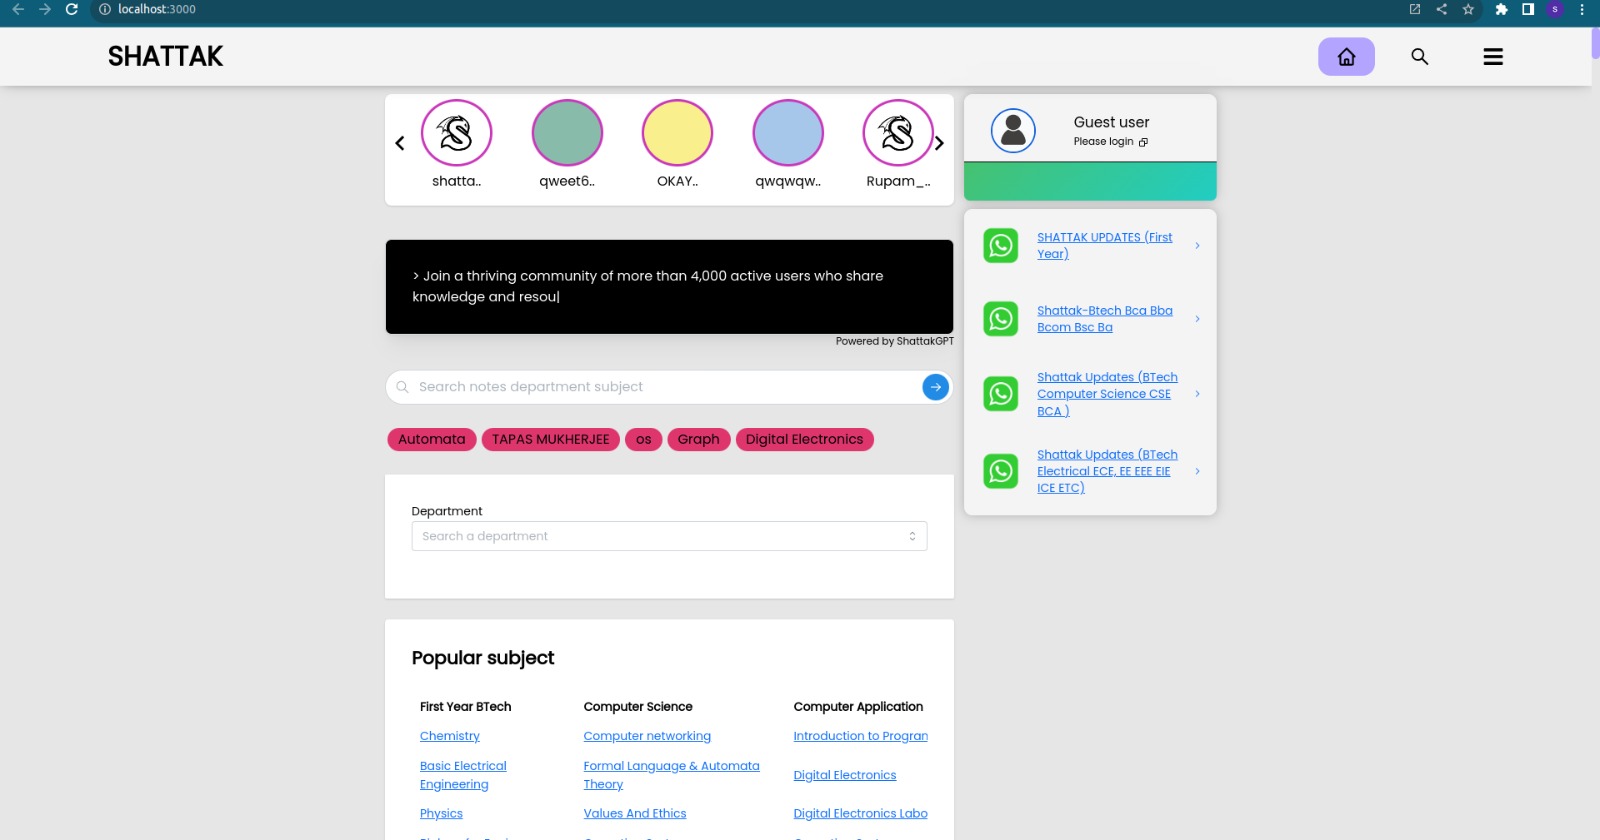 localhost:3000
S
SHATTAK
shatta..
qweet6..
OKAY..
qwqwqw..
Rupam_..
> Join a thriving community of more than 4,000 active users who share
knowledge and resou|
Powered by ShattakGPT
Search notes department subject
Automata
TAPAS MUKHERJEE
os
Graph
Digital Electronics
Department
Search a department
Popular subject
First Year BTech
Computer Science
Computer Application
Chemistry
Computer networking
Introduction to Progran
Basic Electrical
Engineering
Formal Language & Automata
Theory
Digital Electronics
Physics
Values And Ethics
Digital Electronics Labo
Guest user
Please login
SHATTAK UPDATES (First
Year)
Shattak-Btech Bca Bba
Bcom Bsc Ba
Shattak Updates (BTech
Computer Science CSE
BCA )
Shattak Updates (BTech
Electrical ECE, EE EEE EIE
ICE ETC)